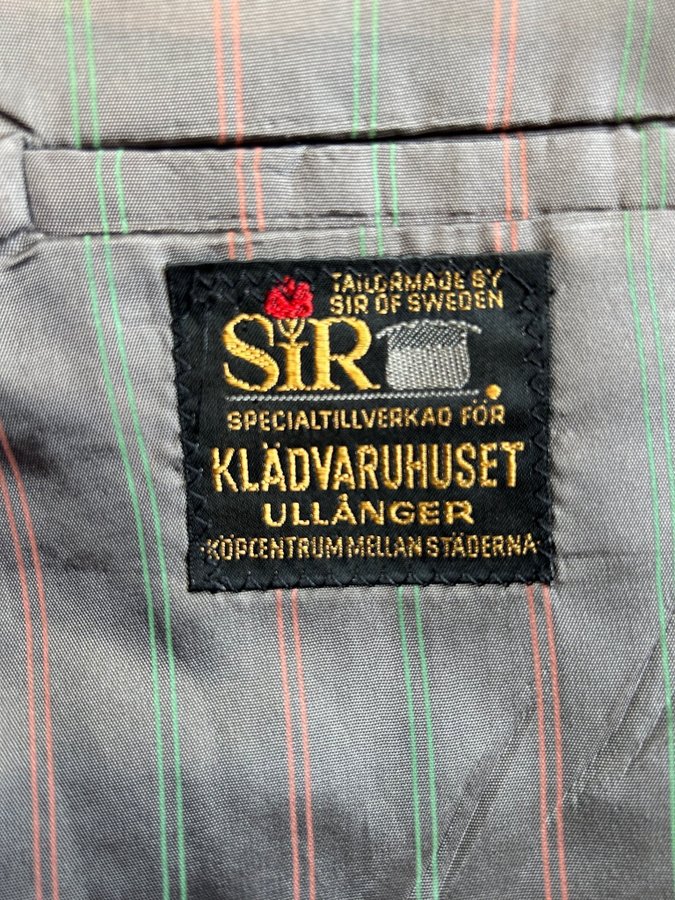 TAILORMADE BY
SIR OF SWEDEN
SiR
SPECIALTILLVERKAD FÖR
KLÄDVARUHUSET
ULLÅNGER
KÖPCENTRUM MELLAN STÄDERNA